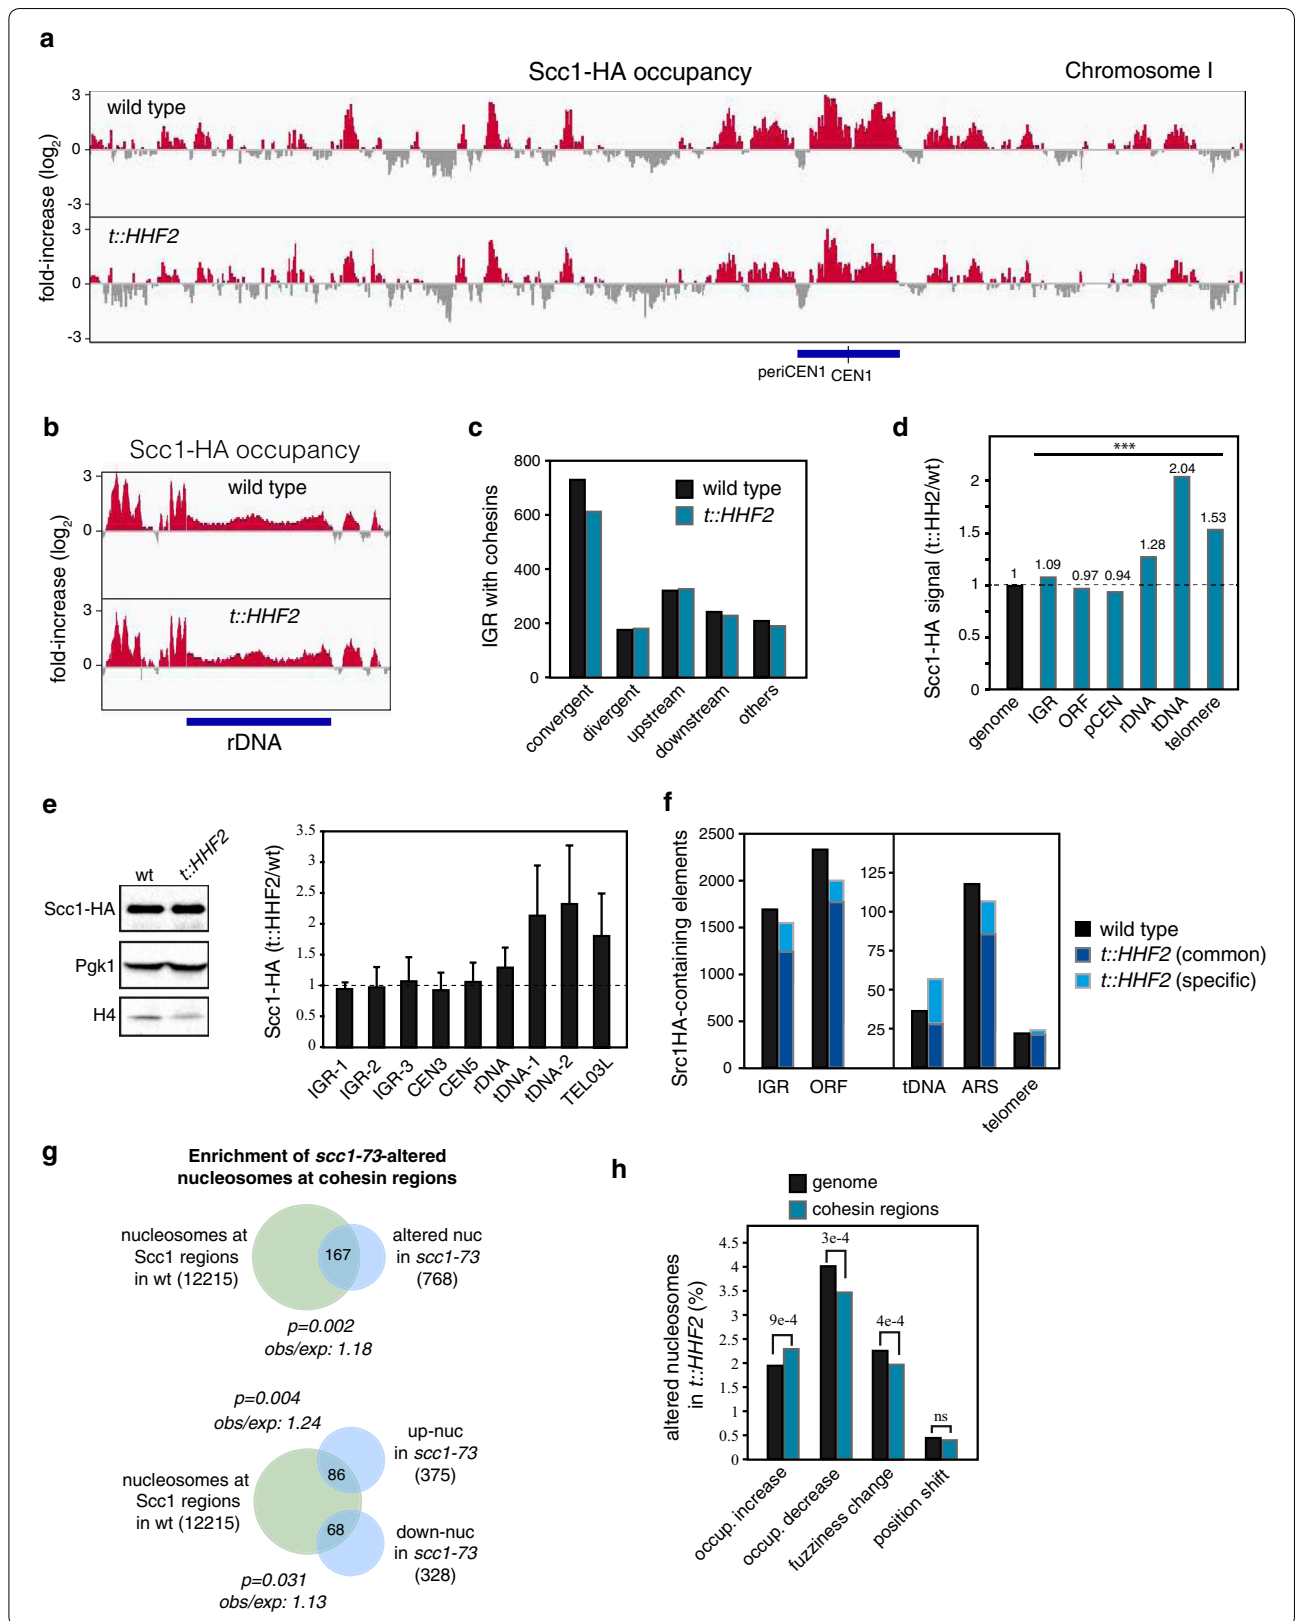 a
Scc1-HA occupancy
Chromosome I
fold-increase (log2)
3
wild type
0
-3
fold-increase (log2)
3
t::HHF2
0
-3
periCEN1 CEN1
b
Scc1-HA occupancy
fold-increase (log2)
3
wild type
0
3
t::HHF2
0
rDNA
c
IGR with cohesins
800
600
400
200
0
wild type
t::HHF2
convergent
divergent
upstream
downstream
others
d
Scc1-HA signal (t::HH2/wt)
2
1.5
1
0.5
0
***
1
1.09
0.97
0.94
1.28
2.04
1.53
genome
IGR
ORF
pCEN
rDNA
tDNA
telomere
e
wt
t::HHF2
Scc1-HA
Pgk1
H4
Scc1-HA (t::HHF2/wt)
3.5
3
2.5
2
1.5
1
0.5
0
IGR-1
IGR-2
IGR-3
CEN3
CEN5
rDNA
tDNA-1
tDNA-2
TEL03L
f
Src1HA-containing elements
2500
2000
1500
1000
500
0
125
100
75
50
25
IGR
ORF
tDNA
ARS
telomere
wild type
t::HHF2 (common)
t::HHF2 (specific)
g
Enrichment of scc1-73-altered
nucleosomes at cohesin regions
nucleosomes at
Scc1 regions
in wt (12215)
167
altered nuc
in scc1-73
(768)
p=0.002
obs/exp: 1.18
p=0.004
obs/exp: 1.24
nucleosomes at
Scc1 regions
in wt (12215)
86
68
up-nuc
in scc1-73
(375)
down-nuc
in scc1-73
(328)
p=0.031
obs/exp: 1.13
h
genome
cohesin regions
altered nucleosomes
in t::HHF2 (%)
4.5
4
3.5
3
2.5
2
1.5
1
0.5
0
9e-4
3e-4
4e-4
ns
occup. increase
occup. decrease
fuzziness change
position shift